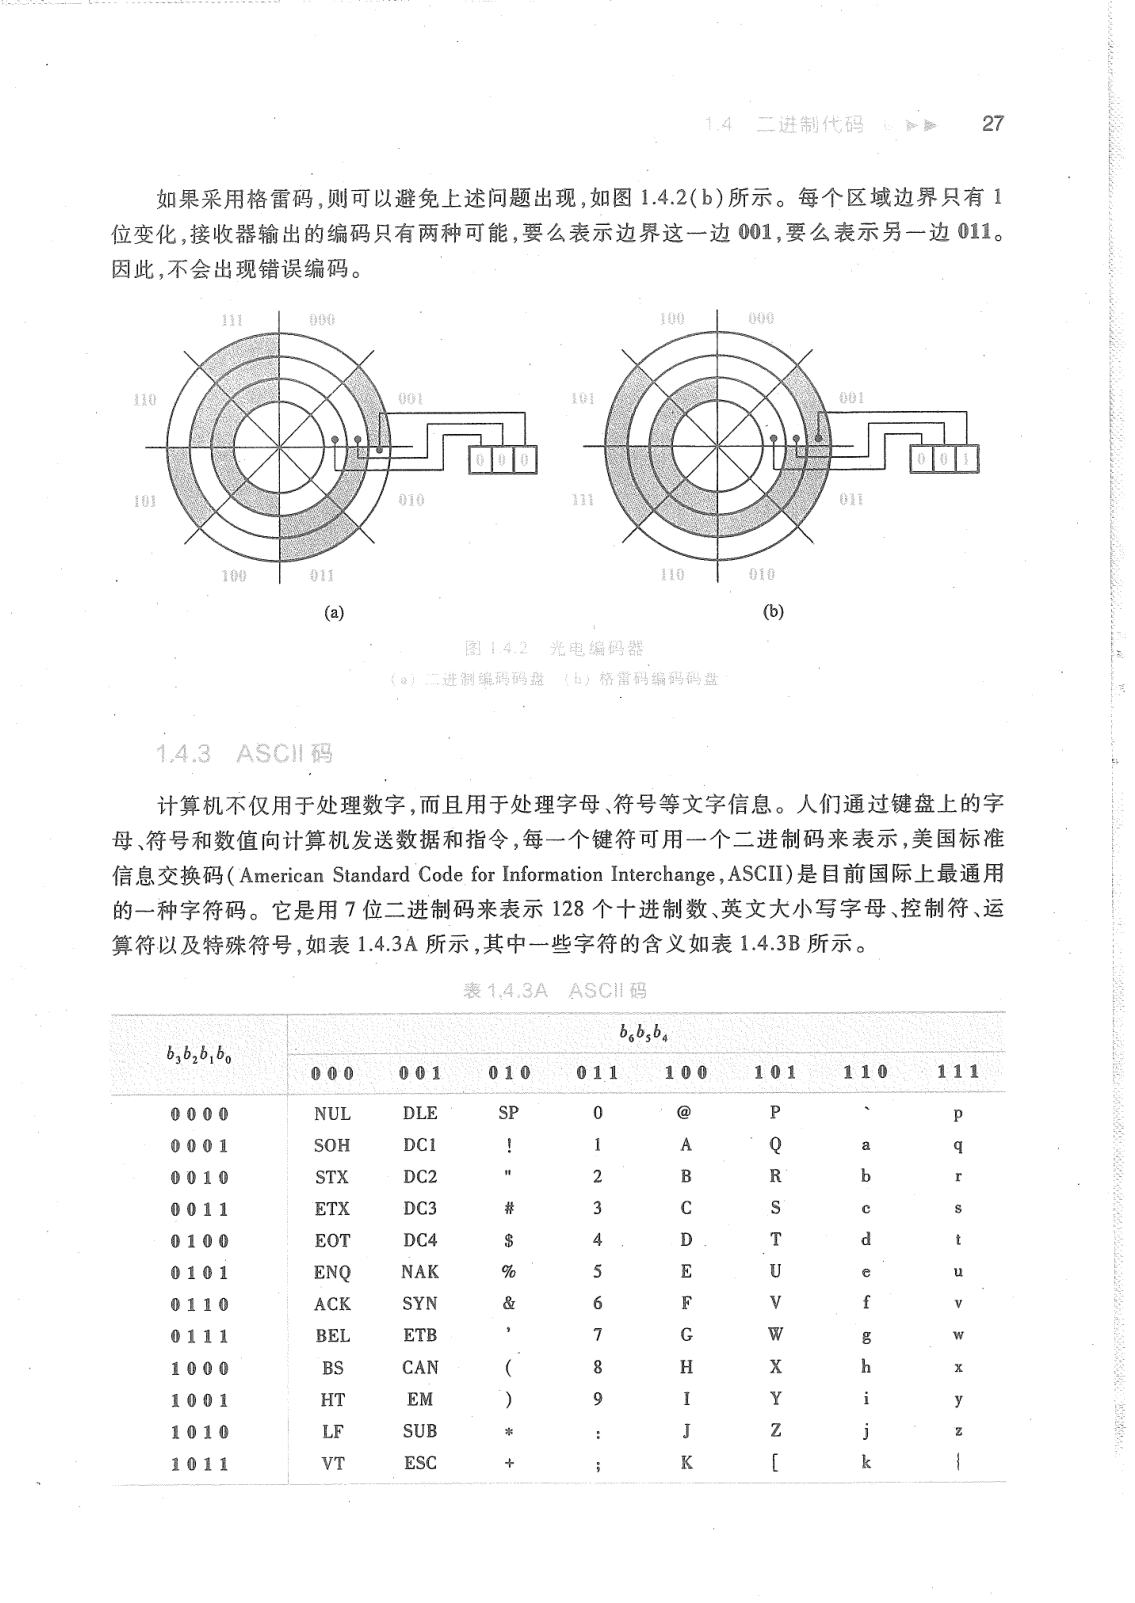 1.4 二进制代码 27
如果采用格雷码,则可以避免上述问题出现,如图 1.4.2(b)所示。每个区域边界只有 1
位变化,接收器输出的编码只有两种可能,要么表示边界这一边 001,要么表示另一边 011。
因此,不会出现错误编码。
111 000 100 000
110 001 101 001
0 0 0 0 0 1
101 010 111 011
100 011 110 010
(a) (b)
图 1.4.2 光电编码器
(a) 二进制编码码盘 (b) 格雷码编码码盘
1.4.3 ASCII 码
计算机不仅用于处理数字,而且用于处理字母、符号等文字信息。人们通过键盘上的字
母、符号和数值向计算机发送数据和指令,每一个键符可用一个二进制码来表示,美国标准
信息交换码(American Standard Code for Information Interchange,ASCII)是目前国际上最通用
的一种字符码。它是用 7 位二进制码来表示 128 个十进制数、英文大小写字母、控制符、运
算符以及特殊符号,如表 1.4.3A 所示,其中一些字符的含义如表 1.4.3B 所示。
表 1.4.3A ASCII 码
b₃b₂b₁b₀ b₆b₅b₄
000 001 010 011 100 101 110 111
0000 NUL DLE SP 0 @ P ` p
0001 SOH DC1 ! 1 A Q a q
0010 STX DC2 " 2 B R b r
0011 ETX DC3 # 3 C S c s
0100 EOT DC4 $ 4 D T d t
0101 ENQ NAK % 5 E U e u
0110 ACK SYN & 6 F V f v
0111 BEL ETB ' 7 G W g w
1000 BS CAN ( 8 H X h x
1001 HT EM ) 9 I Y i y
1010 LF SUB * : J Z j z
1011 VT ESC + ; K [ k {